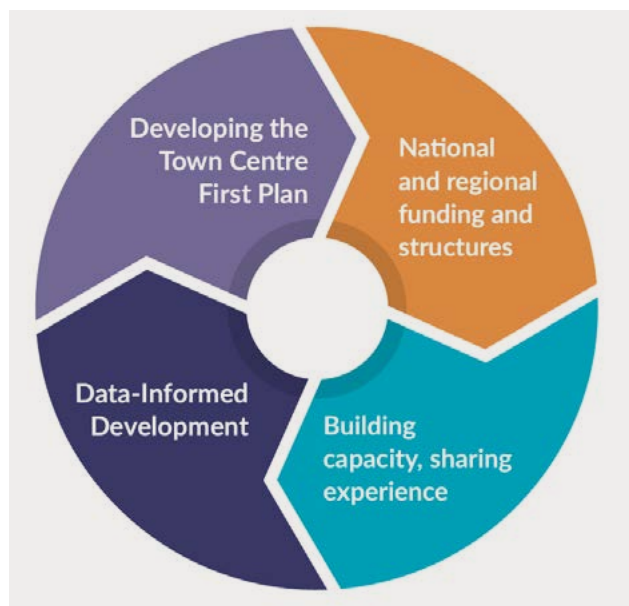 Developing the
Town Centre
First Plan
National
and regional
funding and
structures
Building
capacity, sharing
experience
Data-Informed
Development